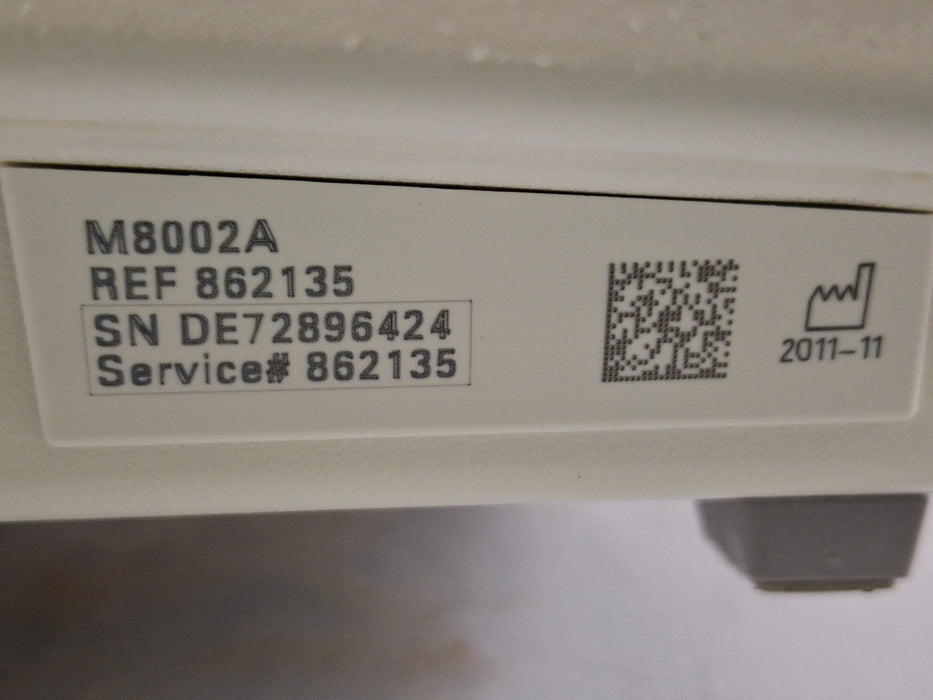 M8002A
REF 862135
SN DE72896424
Service# 862135
2011-11